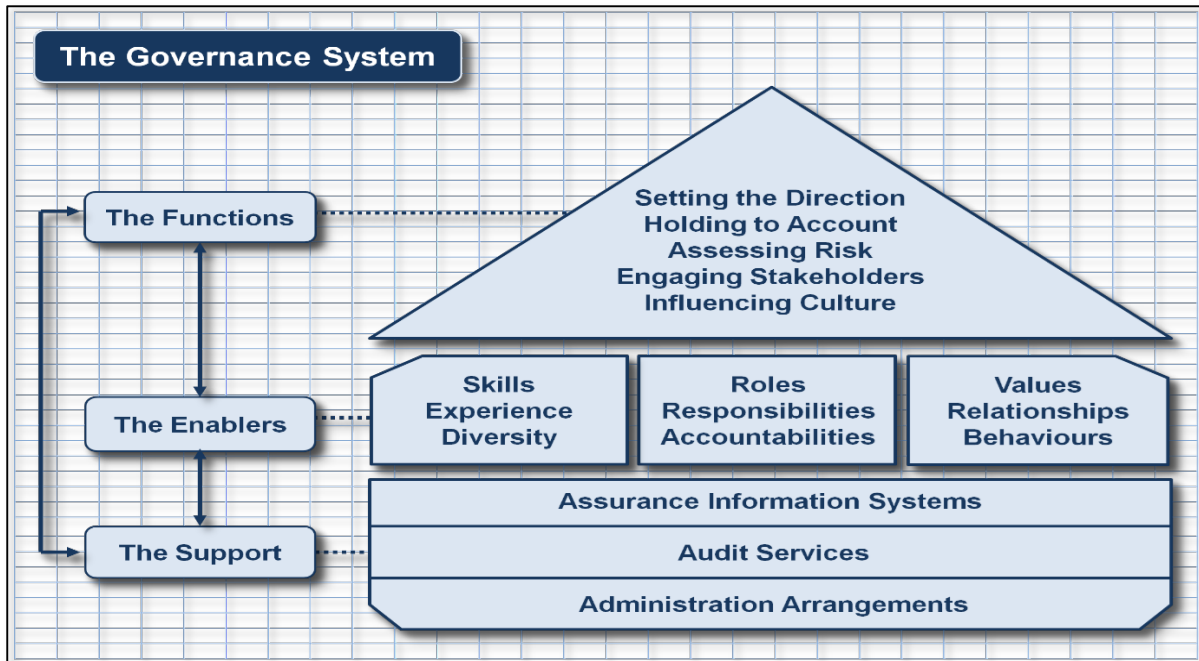 The Governance System
The Functions
Setting the Direction
Holding to Account
Assessing Risk
Engaging Stakeholders
Influencing Culture
The Enablers
Skills
Experience
Diversity
Roles
Responsibilities
Accountabilities
Values
Relationships
Behaviours
The Support
Assurance Information Systems
Audit Services
Administration Arrangements